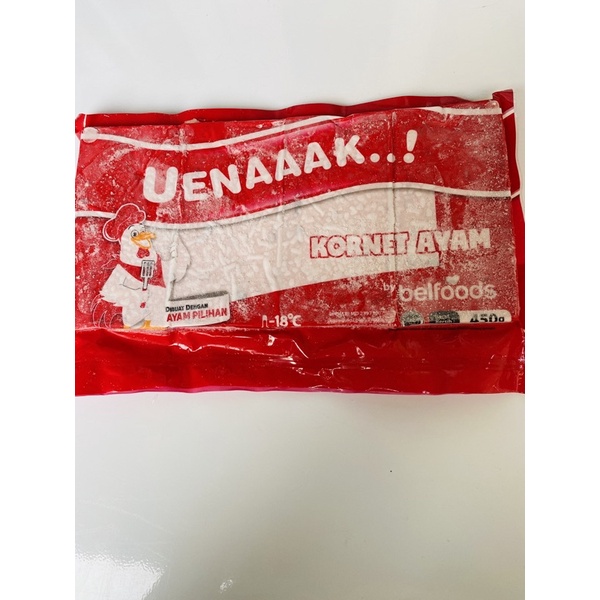 UENAAAK..!
KORNET AYAM
by belfoods
DIBUAT DENGAN
AYAM PILIHAN
-18°C
450g